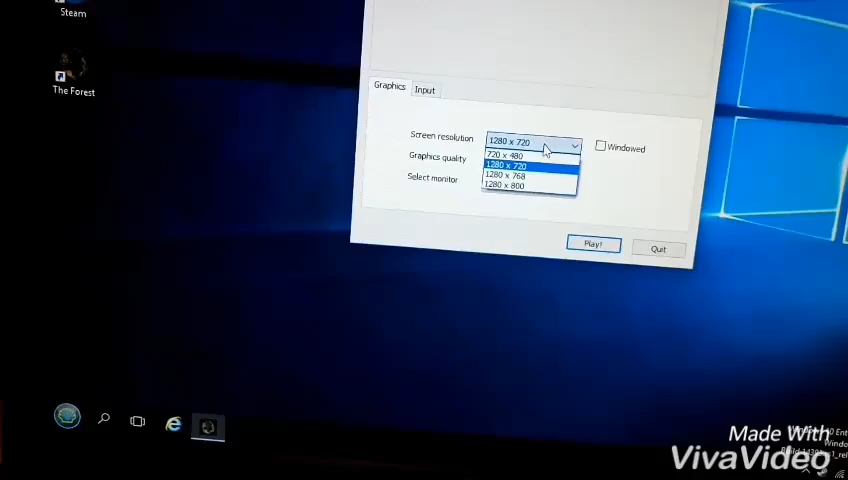 Steam
The Forest
Graphics
Input
Screen resolution
1280 x 720
Windowed
720 x 480
Graphics quality
1280 x 720
1280 x 768
Select monitor
1280 x 800
Play!
Quit
Made With
VivaVideo